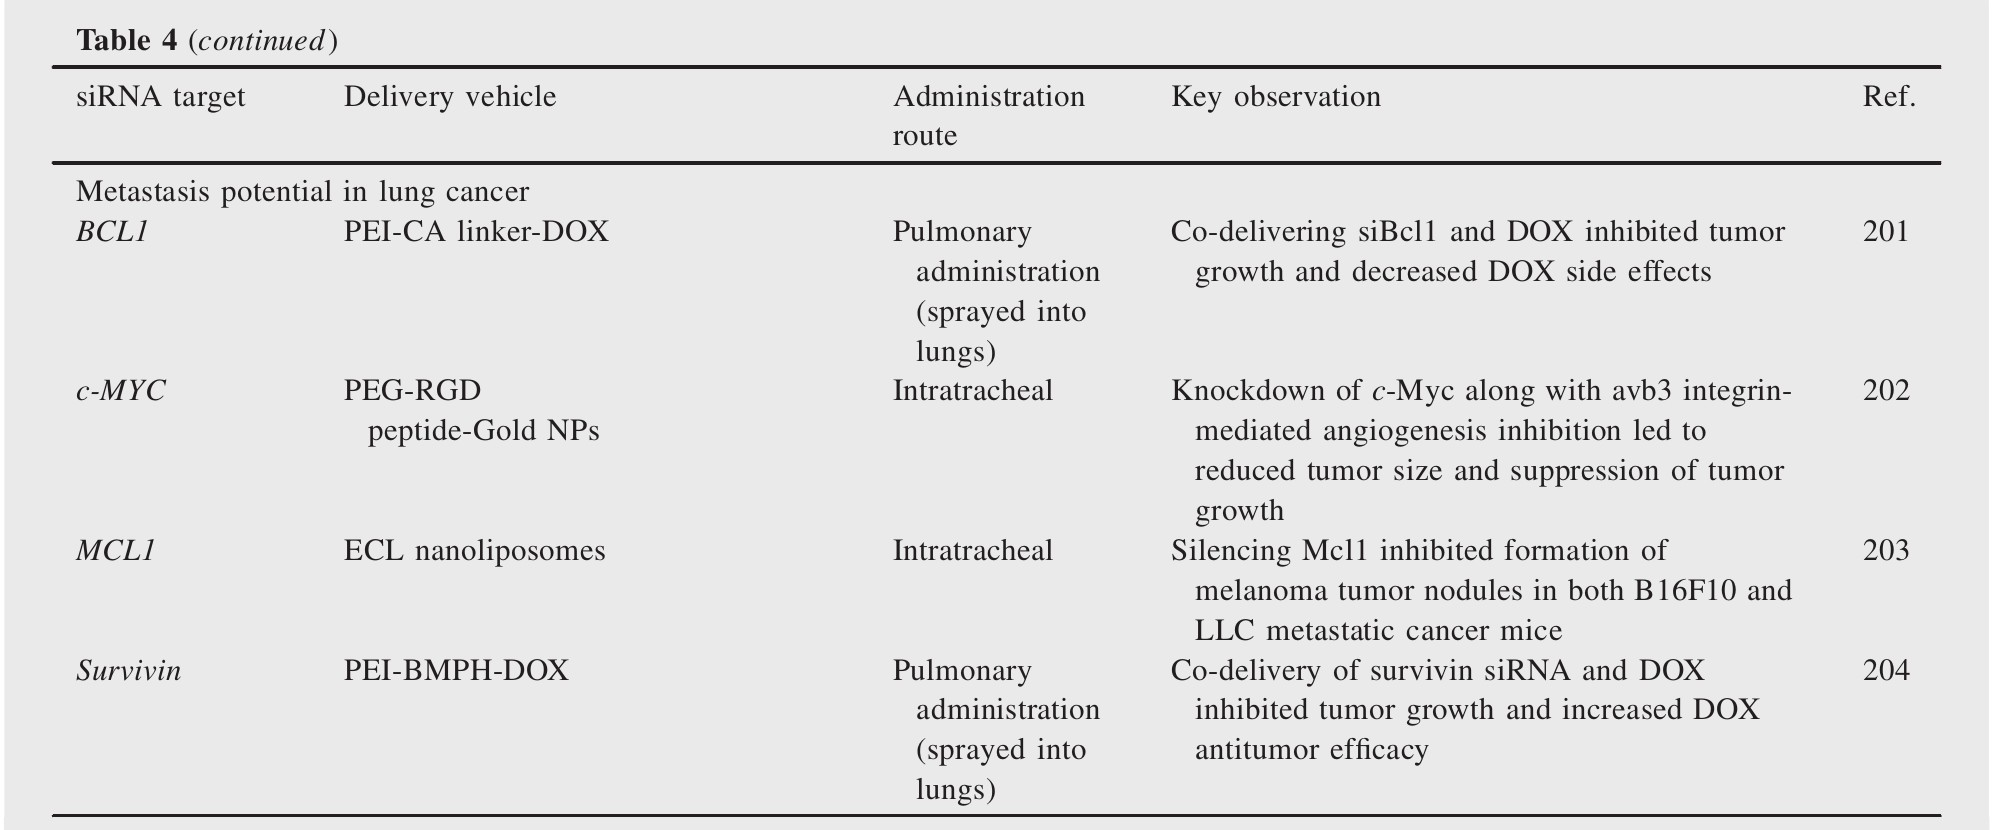 Table 4 (continued)
siRNA target Delivery vehicle Administration route Key observation Ref.
Metastasis potential in lung cancer
BCL1 PEI-CA linker-DOX Pulmonary Co-delivering siBcl1 and DOX inhibited tumor 201
administration growth and decreased DOX side effects
(sprayed into
lungs)
c-MYC PEG-RGD Intratracheal Knockdown of c-Myc along with avb3 integrin- 202
peptide-Gold NPs mediated angiogenesis inhibition led to
reduced tumor size and suppression of tumor
growth
MCL1 ECL nanoliposomes Intratracheal Silencing Mcl1 inhibited formation of 203
melanoma tumor nodules in both B16F10 and
LLC metastatic cancer mice
Survivin PEI-BMPH-DOX Pulmonary Co-delivery of survivin siRNA and DOX 204
administration inhibited tumor growth and increased DOX
(sprayed into antitumor efficacy
lungs)